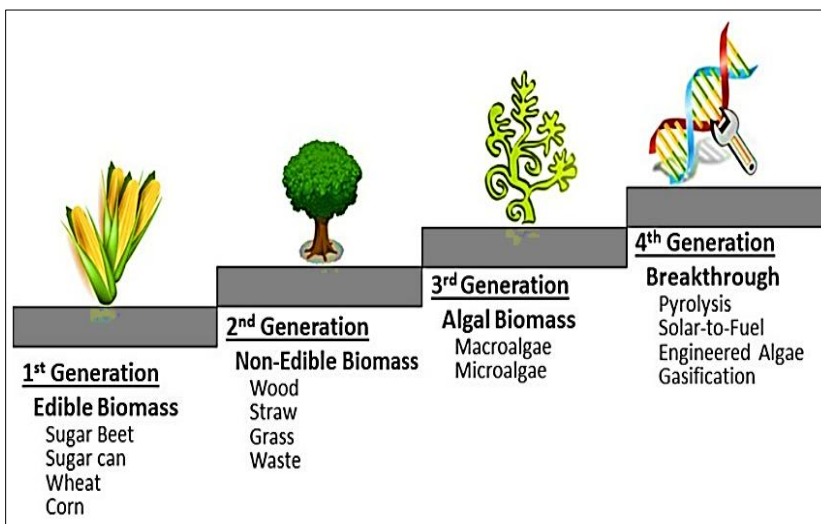 1st Generation
Edible Biomass
Sugar Beet
Sugar can
Wheat
Corn
2nd Generation
Non-Edible Biomass
Wood
Straw
Grass
Waste
3rd Generation
Algal Biomass
Macroalgae
Microalgae
4th Generation
Breakthrough
Pyrolysis
Solar-to-Fuel
Engineered Algae
Gasification